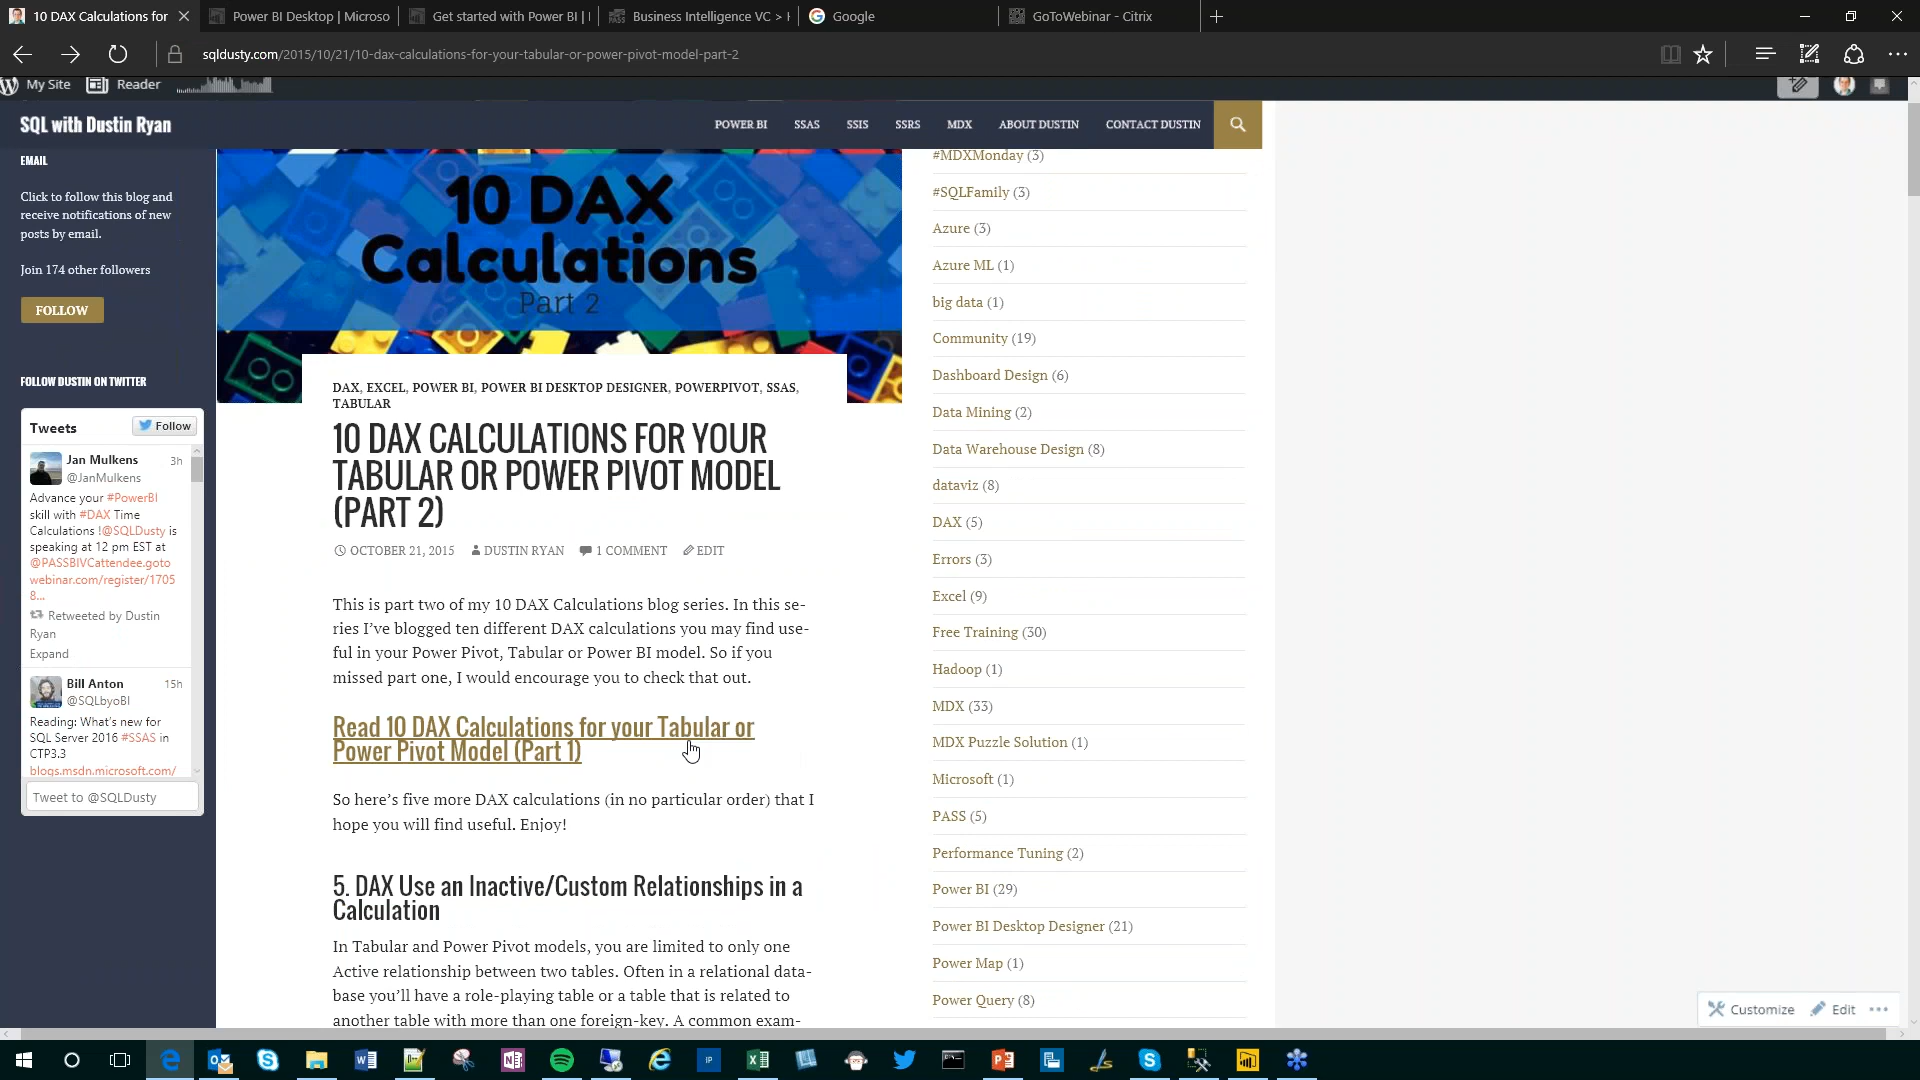 10 DAX Calculations for
Power BI Desktop | Microso
Get started with Power BI |
Business Intelligence VC >
Google
GoToWebinar - Citrix
sqldusty.com/2015/10/21/10-dax-calculations-for-your-tabular-or-power-pivot-model-part-2
My Site
Reader
SQL with Dustin Ryan
POWER BI
SSAS
SSIS
SSRS
MDX
ABOUT DUSTIN
CONTACT DUSTIN
EMAIL
Click to follow this blog and
receive notifications of new
posts by email.
Join 174 other followers
FOLLOW
FOLLOW DUSTIN ON TWITTER
Tweets
Follow
Jan Mulkens 3h
@JanMulkens
Advance your #PowerBI
skill with #DAX Time
Calculations !@SQLDusty is
speaking at 12 pm EST at
@PASSBIVCattendee.goto
webinar.com/register/1705
8...
Retweeted by Dustin
Ryan
Expand
Bill Anton 15h
@SQLbyoBI
Reading: What's new for
SQL Server 2016 #SSAS in
CTP3.3
blogs.msdn.microsoft.com/
Tweet to @SQLDusty
10 DAX
Calculations
Part 2
DAX, EXCEL, POWER BI, POWER BI DESKTOP DESIGNER, POWERPIVOT, SSAS,
TABULAR
10 DAX CALCULATIONS FOR YOUR
TABULAR OR POWER PIVOT MODEL
(PART 2)
OCTOBER 21, 2015 DUSTIN RYAN 1 COMMENT EDIT
This is part two of my 10 DAX Calculations blog series. In this se-
ries I've blogged ten different DAX calculations you may find use-
ful in your Power Pivot, Tabular or Power BI model. So if you
missed part one, I would encourage you to check that out.
Read 10 DAX Calculations for your Tabular or
Power Pivot Model (Part 1)
So here's five more DAX calculations (in no particular order) that I
hope you will find useful. Enjoy!
5. DAX Use an Inactive/Custom Relationships in a
Calculation
In Tabular and Power Pivot models, you are limited to only one
Active relationship between two tables. Often in a relational data-
base you'll have a role-playing table or a table that is related to
another table with more than one foreign-key. A common exam-
#MDXMonday (3)
#SQLFamily (3)
Azure (3)
Azure ML (1)
big data (1)
Community (19)
Dashboard Design (6)
Data Mining (2)
Data Warehouse Design (8)
dataviz (8)
DAX (5)
Errors (3)
Excel (9)
Free Training (30)
Hadoop (1)
MDX (33)
MDX Puzzle Solution (1)
Microsoft (1)
PASS (5)
Performance Tuning (2)
Power BI (29)
Power BI Desktop Designer (21)
Power Map (1)
Power Query (8)
Customize
Edit